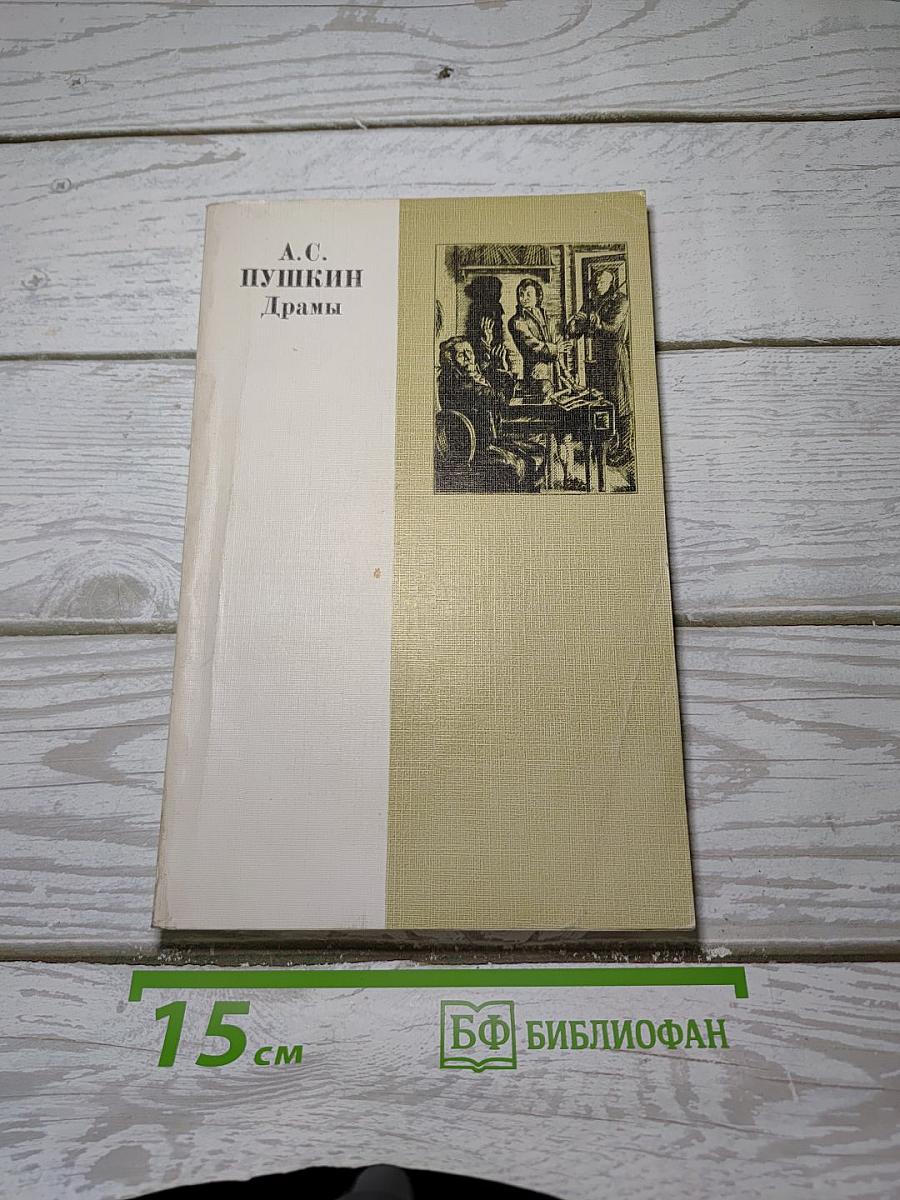 А. С.
ПУШКИН
Драмы
15 см
БФ БИБЛИОФАН